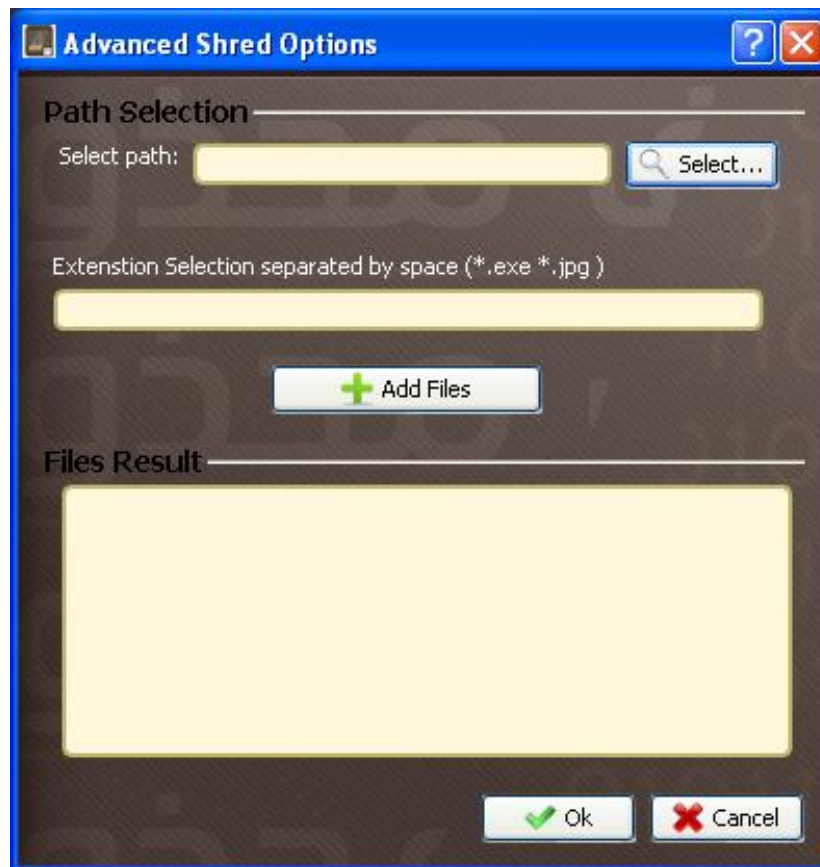 Advanced Shred Options
Path Selection
Select path:
Select...
Extenstion Selection separated by space (*.exe *.jpg )
Add Files
Files Result
Ok
Cancel